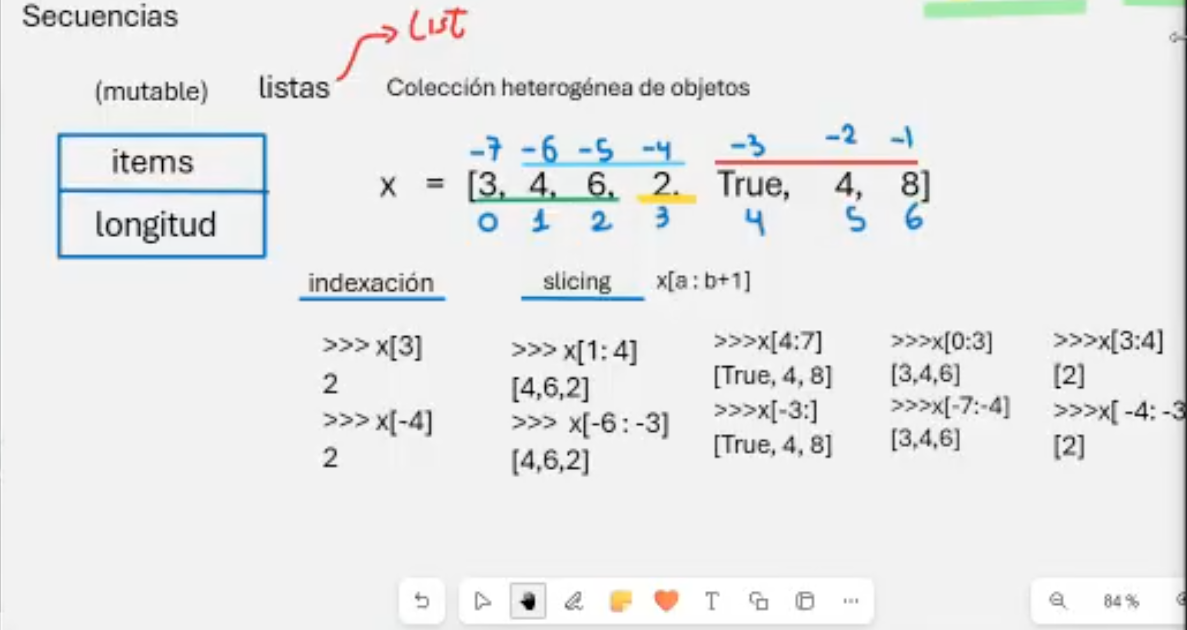 Secuencias
List
(mutable) listas Colección heterogénea de objetos
-7 -6 -5 -4 -3 -2 -1
items
x = [3, 4, 6, 2. True, 4, 8]
longitud
0 1 2 3 4 5 6
indexación slicing x[a : b+1]
>>> x[3] >>> x[1: 4] >>>x[4:7] >>>x[0:3] >>>x[3:4]
2 [4,6,2] [True, 4, 8] [3,4,6] [2]
>>> x[-4] >>> x[-6 : -3] >>>x[-3:] >>>x[-7:-4] >>>x[ -4: -3
2 [4,6,2] [True, 4, 8] [3,4,6] [2]
T 84 %